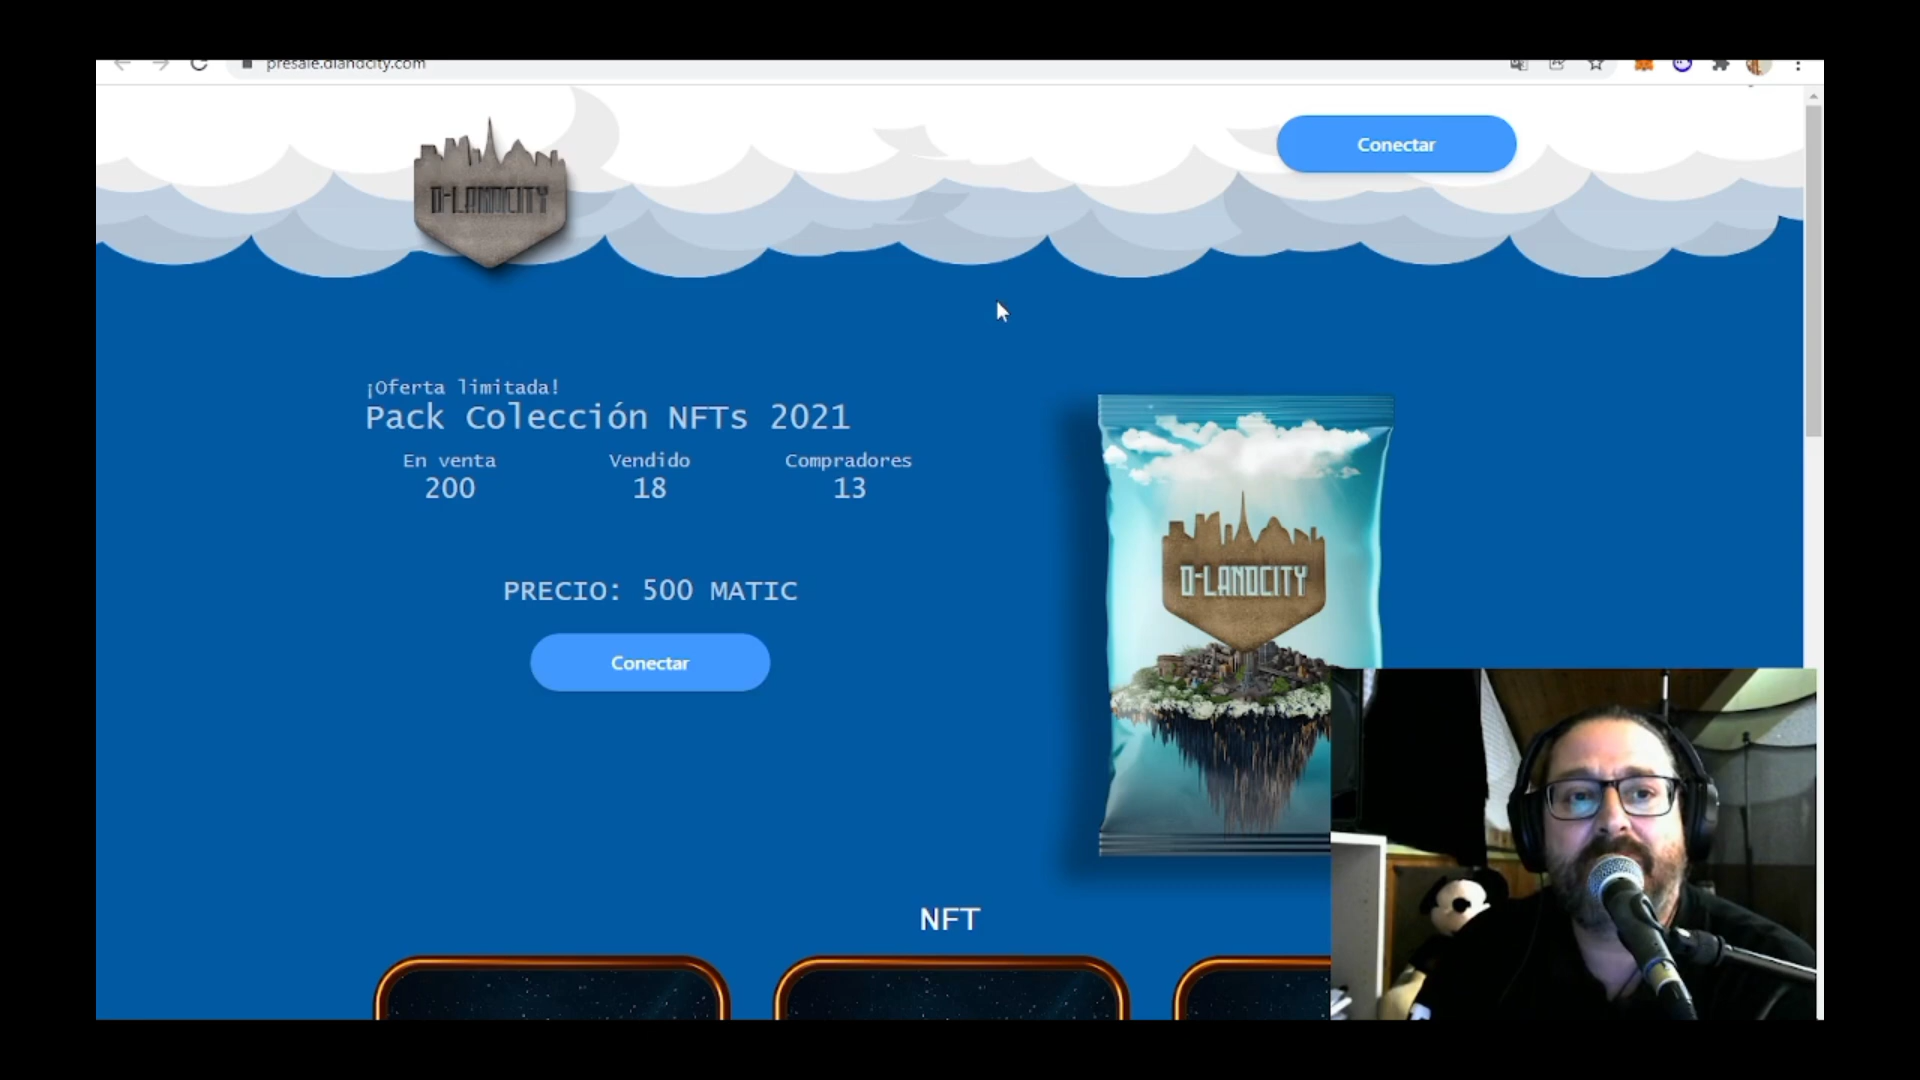 presale.dlandcity.com
D-LANDCITY
Conectar
¡Oferta limitada!
Pack Colección NFTs 2021
En venta
Vendido
Compradores
200
18
13
PRECIO: 500 MATIC
Conectar
D-LANDCITY
NFT